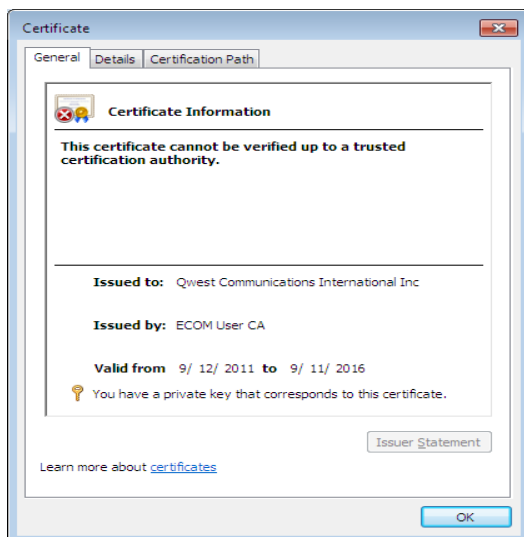 Certificate
General Details Certification Path
Certificate Information
This certificate cannot be verified up to a trusted
certification authority.
Issued to: Qwest Communications International Inc
Issued by: ECOM User CA
Valid from 9/ 12/ 2011 to 9/ 11/ 2016
You have a private key that corresponds to this certificate.
Issuer Statement
Learn more about certificates
OK